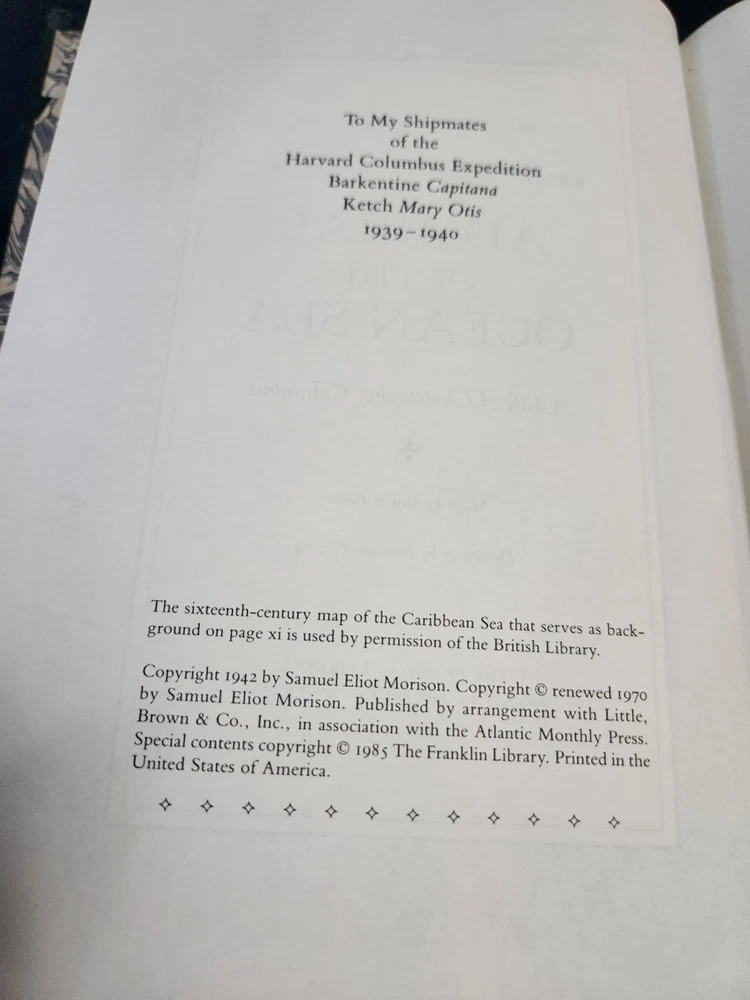 To My Shipmates
of the
Harvard Columbus Expedition
Barkentine Capitana
Ketch Mary Otis
1939–1940
OCEAN SEA
The sixteenth-century map of the Caribbean Sea that serves as back-
ground on page xi is used by permission of the British Library.
Copyright 1942 by Samuel Eliot Morison. Copyright © renewed 1970
by Samuel Eliot Morison. Published by arrangement with Little,
Brown & Co., Inc., in association with the Atlantic Monthly Press.
Special contents copyright © 1985 The Franklin Library. Printed in the
United States of America.